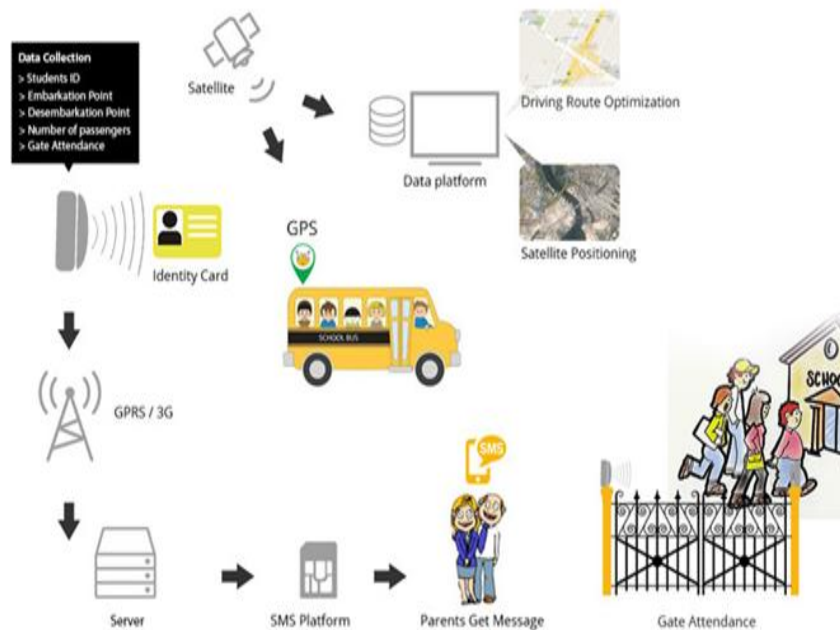 Data Collection
> Students ID
> Embarkation Point
> Desembarkation Point
> Number of passengers
> Gate Attendance
Satellite
Driving Route Optimization
Data platform
Satellite Positioning
Identity Card
GPS
SCHOOL BUS
GPRS / 3G
SCHOO
SMS
Server
SMS Platform
Parents Get Message
Gate Attendance